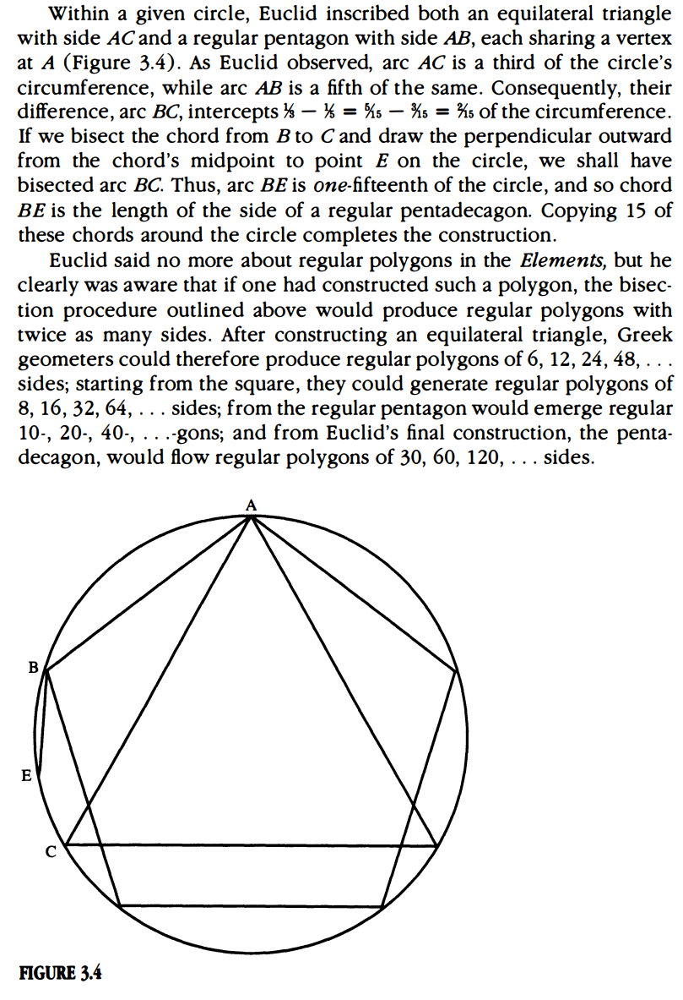 Within a given circle, Euclid inscribed both an equilateral triangle
with side AC and a regular pentagon with side AB, each sharing a vertex
at A (Figure 3.4). As Euclid observed, arc AC is a third of the circle's
circumference, while arc AB is a fifth of the same. Consequently, their
difference, arc BC, intercepts ⅓ − ⅕ = 5/15 − 3/15 = 2/15 of the circumference.
If we bisect the chord from B to C and draw the perpendicular outward
from the chord's midpoint to point E on the circle, we shall have
bisected arc BC. Thus, arc BE is one-fifteenth of the circle, and so chord
BE is the length of the side of a regular pentadecagon. Copying 15 of
these chords around the circle completes the construction.
Euclid said no more about regular polygons in the Elements, but he
clearly was aware that if one had constructed such a polygon, the bisec-
tion procedure outlined above would produce regular polygons with
twice as many sides. After constructing an equilateral triangle, Greek
geometers could therefore produce regular polygons of 6, 12, 24, 48, . . .
sides; starting from the square, they could generate regular polygons of
8, 16, 32, 64, . . . sides; from the regular pentagon would emerge regular
10-, 20-, 40-, . . .-gons; and from Euclid's final construction, the penta-
decagon, would flow regular polygons of 30, 60, 120, . . . sides.
A
B
E
C
FIGURE 3.4